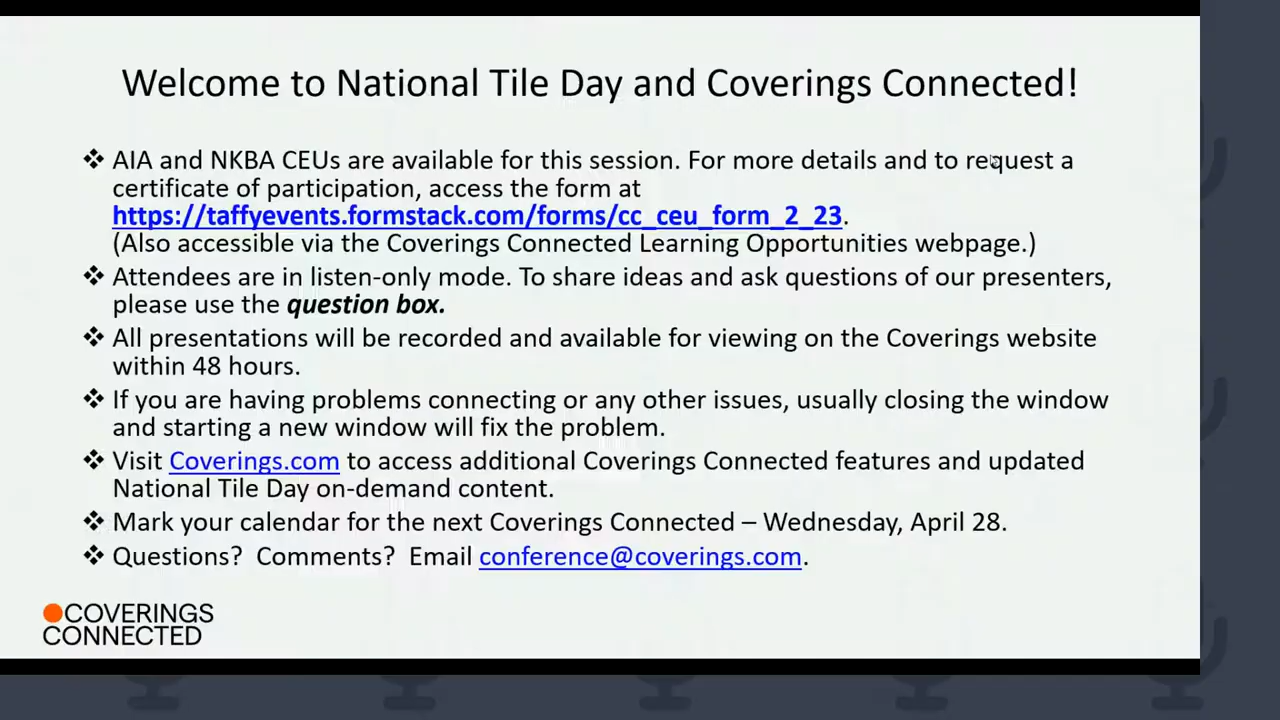 Welcome to National Tile Day and Coverings Connected!
❖ AIA and NKBA CEUs are available for this session. For more details and to request a
certificate of participation, access the form at
https://taffyevents.formstack.com/forms/cc_ceu_form_2_23.
(Also accessible via the Coverings Connected Learning Opportunities webpage.)
❖ Attendees are in listen-only mode. To share ideas and ask questions of our presenters,
please use the question box.
❖ All presentations will be recorded and available for viewing on the Coverings website
within 48 hours.
❖ If you are having problems connecting or any other issues, usually closing the window
and starting a new window will fix the problem.
❖ Visit Coverings.com to access additional Coverings Connected features and updated
National Tile Day on-demand content.
❖ Mark your calendar for the next Coverings Connected – Wednesday, April 28.
❖ Questions? Comments? Email conference@coverings.com.
COVERINGS
CONNECTED